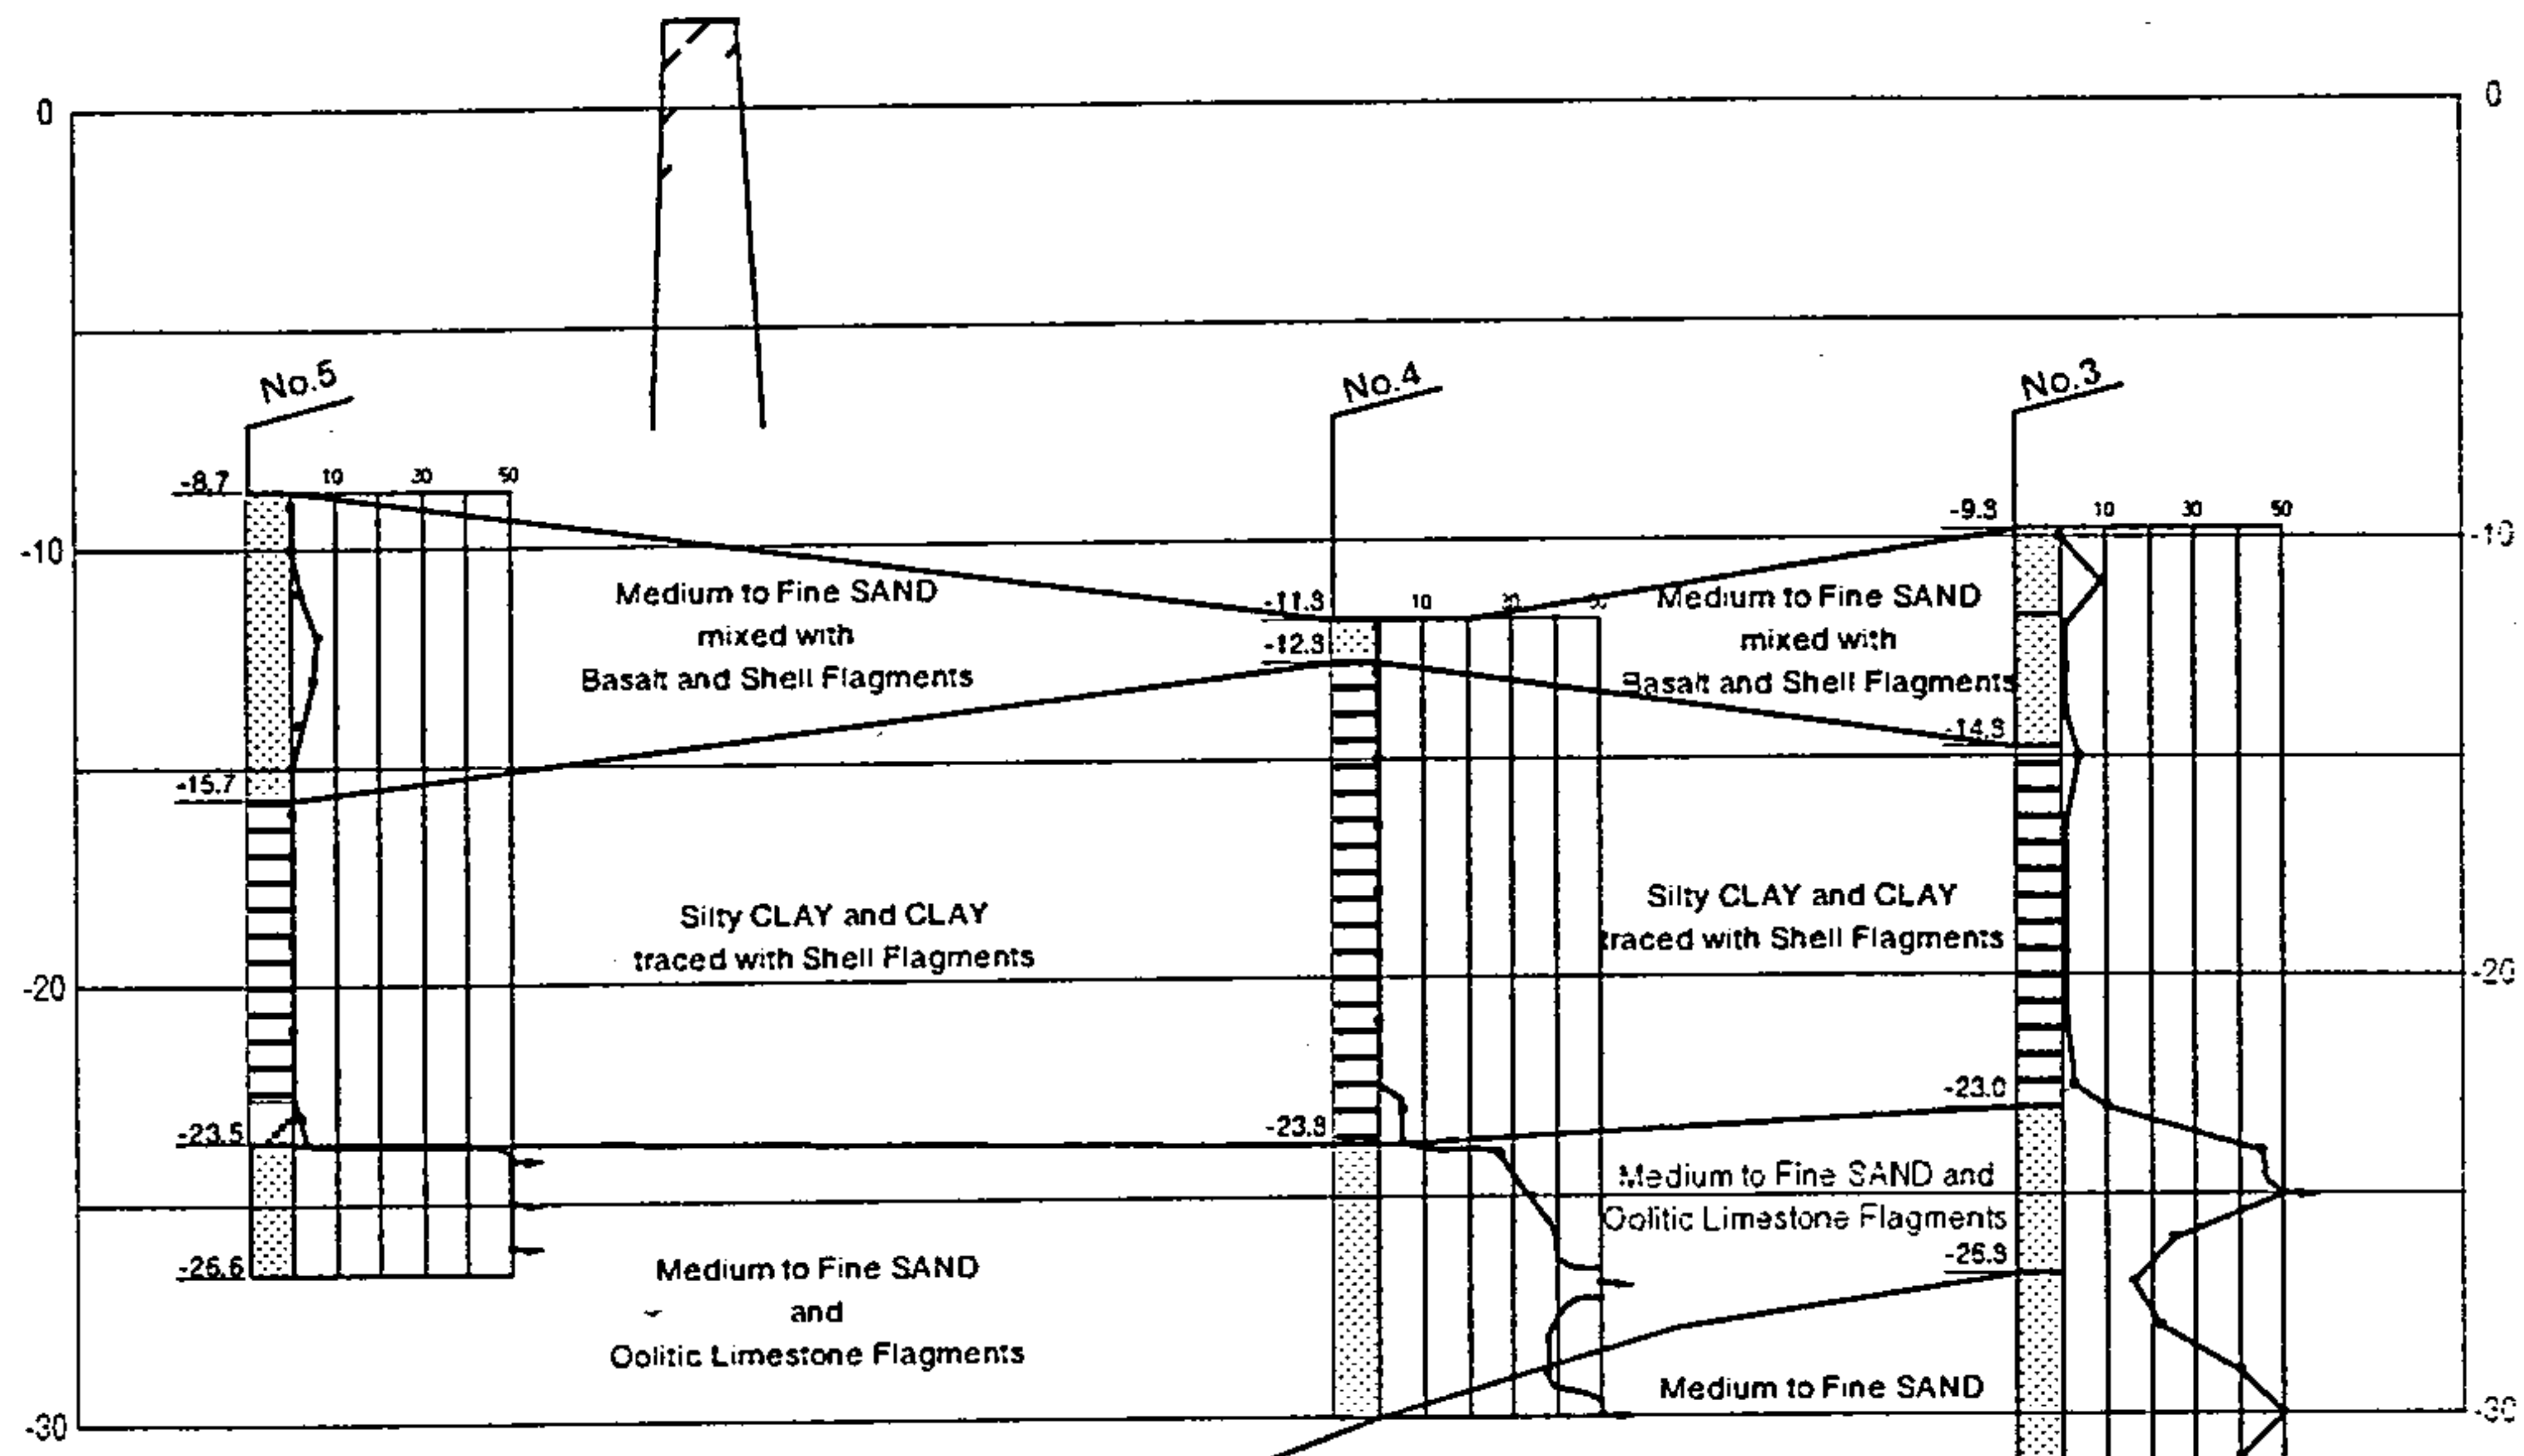 0
0
No.5
No.4
No.3
-8.7
10
30
50
-9.3
10
30
50
-10
-10
-11.3
10
30
50
-12.3
Medium to Fine SAND
mixed with
Basalt and Shell Flagments
Medium to Fine SAND
mixed with
Basalt and Shell Flagments
-14.3
-15.7
Silty CLAY and CLAY
traced with Shell Flagments
Silty CLAY and CLAY
traced with Shell Flagments
-20
-20
-23.0
-23.5
-23.3
Medium to Fine SAND and
Oolitic Limestone Flagments
-26.6
Medium to Fine SAND
and
Oolitic Limestone Flagments
Medium to Fine SAND
-30
-30